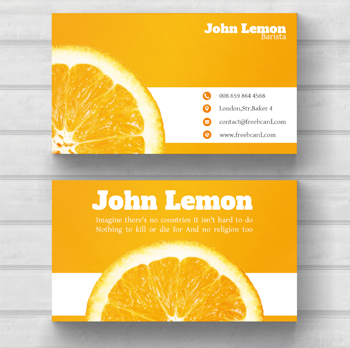 John Lemon
Barista
008 659 864 4568
London,Str.Baker 4
contact@freebcard.com
www.freebcard.com
John Lemon
Imagine there's no countries It isn't hard to do
Nothing to kill or die for And no religion too